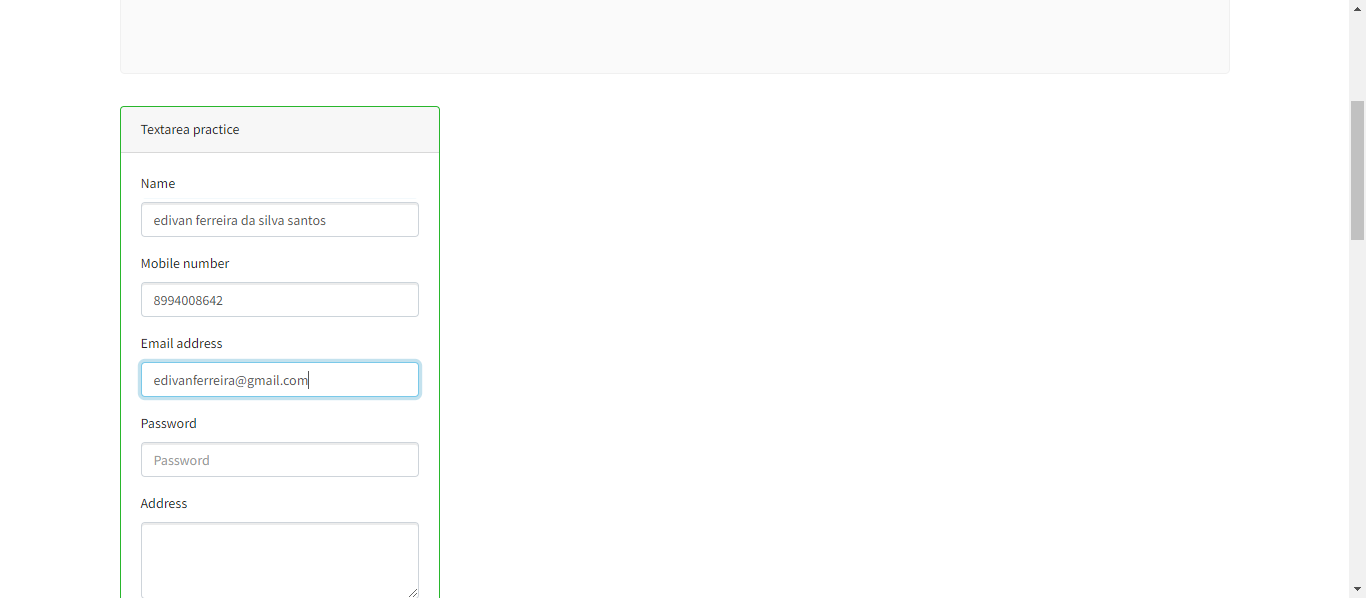 Textarea practice
Name
edivan ferreira da silva santos
Mobile number
8994008642
Email address
edivanferreira@gmail.com
Password
Password
Address